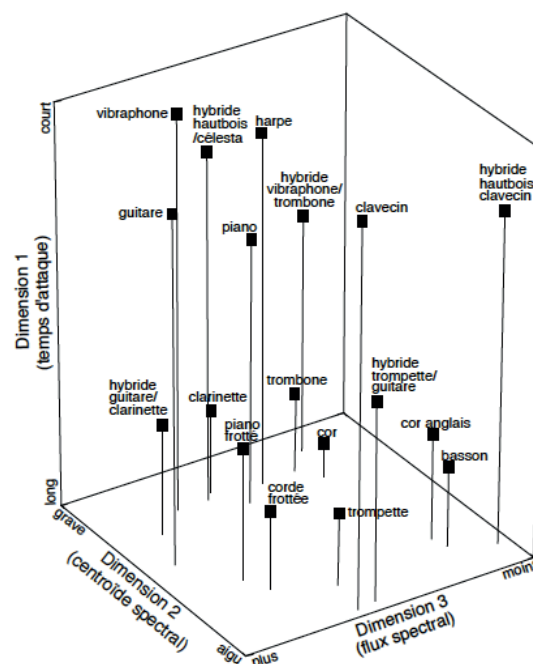 court
vibraphone
hybride
hautbois
/célesta
harpe
hybride
vibraphone/
trombone
hybride
hautbois
clavecin
guitare
piano
clavecin
Dimension 1
(temps d'attaque)
hybride
guitare/
clarinette
clarinette
trombone
hybride
trompette/
guitare
piano
frotté
cor
cor anglais
basson
corde
frottée
trompette
long
grave
Dimension 2
(centroïde spectral)
aigu
plus
Dimension 3
(flux spectral)
moins